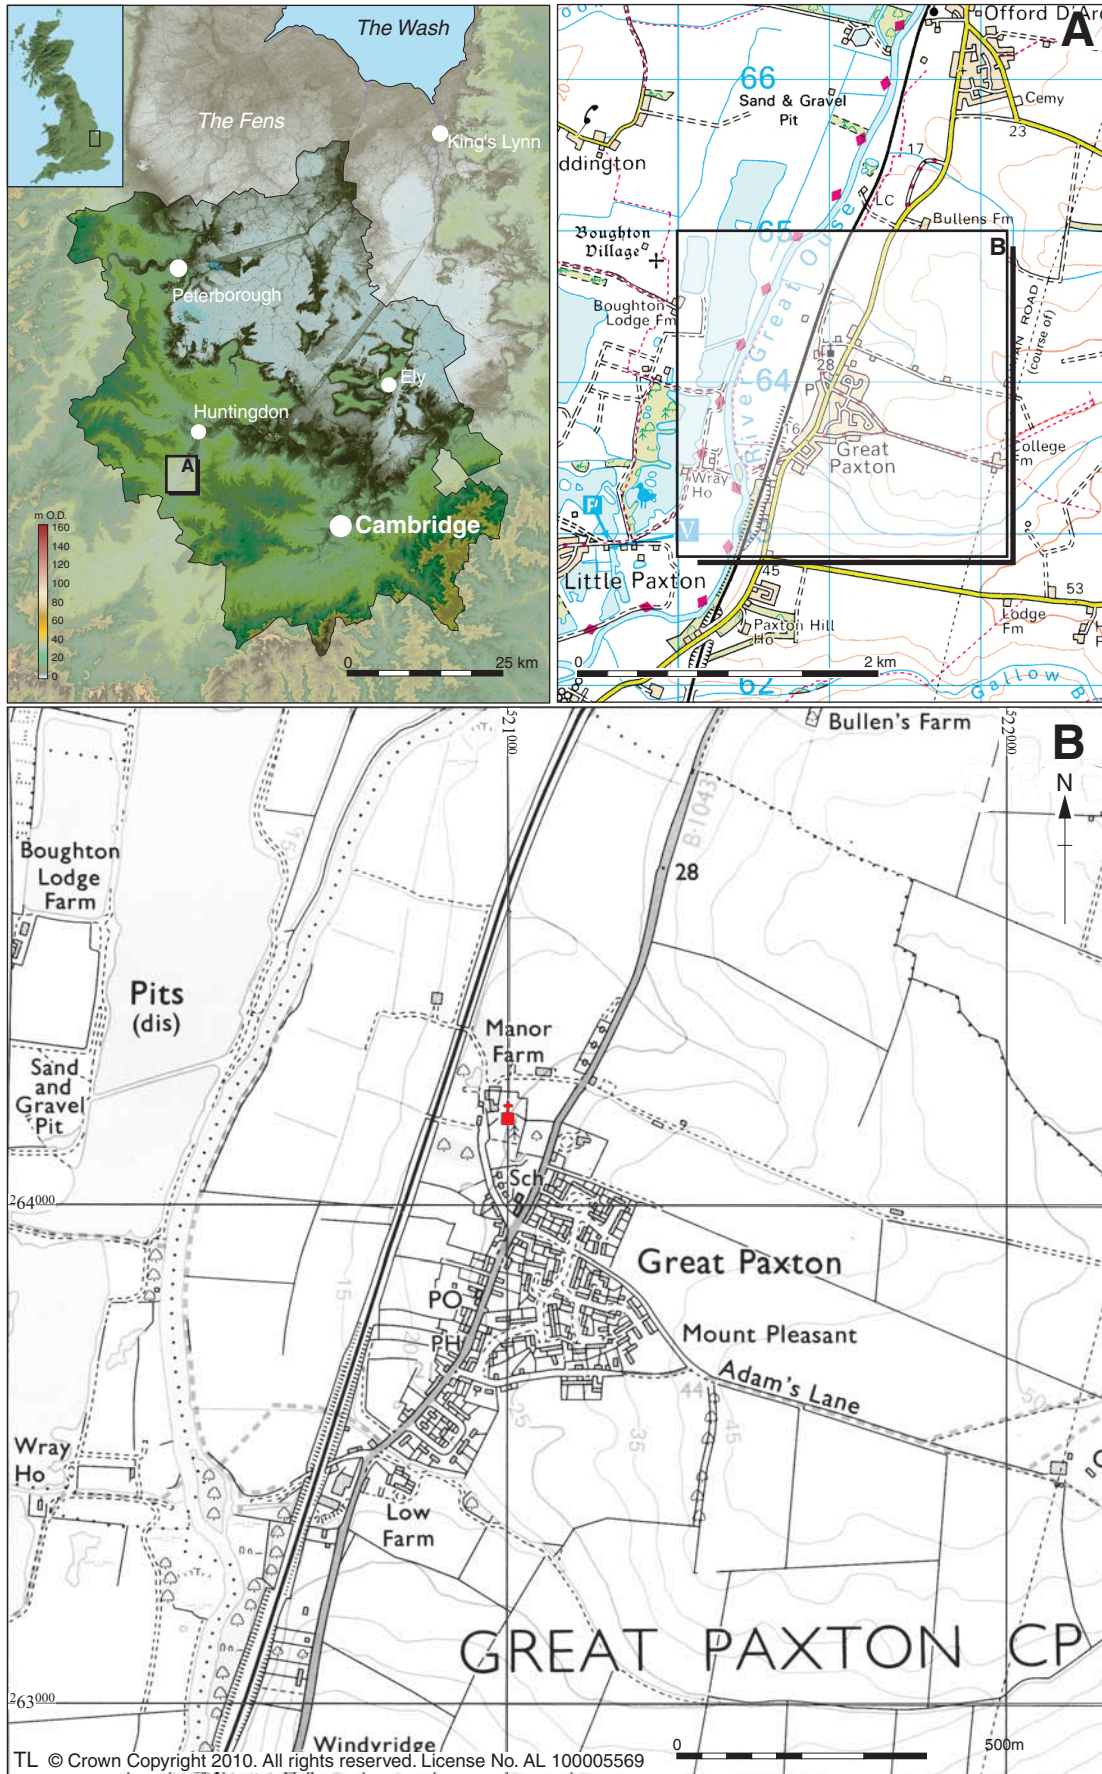 The Wash
The Fens
King's Lynn
Peterborough
Ely
Huntingdon
A
Cambridge
m O.D.
160
140
120
100
80
60
40
20
0
0
25 km
A
Offord D'Ar
66
Sand & Gravel
Pit
Cemy
23
ddington
17
LC
Bullens Fm
65
Boughton
Village
B
Boughton
Lodge Fm
River Great Ouse
ROMAN ROAD
(course of)
28
64
P
16
Great
Paxton
ollege
m
Wray
Ho
V
Little Paxton
45
53
Lodge
Fm
Paxton Hill
Ho
0
2 km
62
Gallow B
521000
522000
Bullen's Farm
B
N
B1043
15
Boughton
Lodge
Farm
28
Pits
(dis)
Manor
Farm
Sand
and
Gravel
Pit
Sch
264000
Great Paxton
15
PO
20
PH
Mount Pleasant
Adam's Lane
44
50
25
35
45
Wray
Ho
Low
Farm
GREAT PAXTON CP
263000
Windyridge
TL © Crown Copyright 2010. All rights reserved. License No. AL 100005569
0
500m